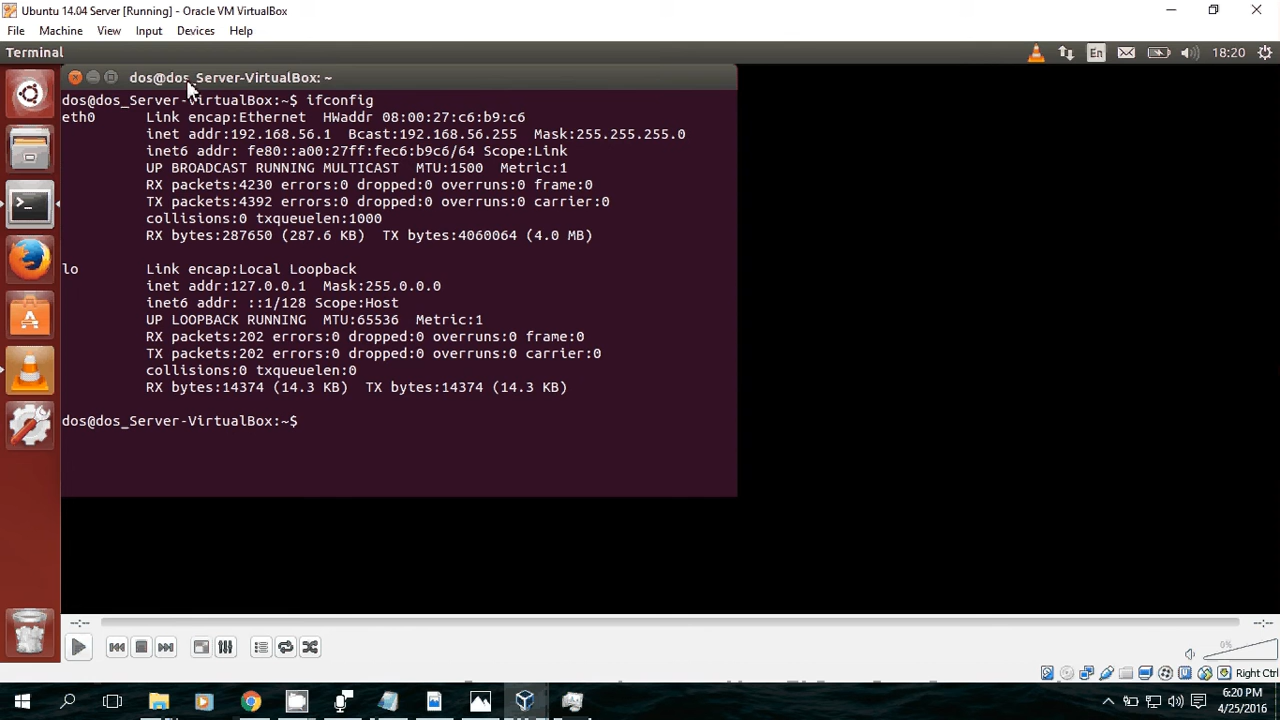 Ubuntu 14.04 Server [Running] - Oracle VM VirtualBox
File Machine View Input Devices Help
Terminal
En
18:20
dos@dos_Server-VirtualBox: ~
dos@dos_Server-VirtualBox:~$ ifconfig
eth0 Link encap:Ethernet HWaddr 08:00:27:c6:b9:c6
inet addr:192.168.56.1 Bcast:192.168.56.255 Mask:255.255.255.0
inet6 addr: fe80::a00:27ff:fec6:b9c6/64 Scope:Link
UP BROADCAST RUNNING MULTICAST MTU:1500 Metric:1
RX packets:4230 errors:0 dropped:0 overruns:0 frame:0
TX packets:4392 errors:0 dropped:0 overruns:0 carrier:0
collisions:0 txqueuelen:1000
RX bytes:287650 (287.6 KB) TX bytes:4060064 (4.0 MB)
lo Link encap:Local Loopback
inet addr:127.0.0.1 Mask:255.0.0.0
inet6 addr: ::1/128 Scope:Host
UP LOOPBACK RUNNING MTU:65536 Metric:1
RX packets:202 errors:0 dropped:0 overruns:0 frame:0
TX packets:202 errors:0 dropped:0 overruns:0 carrier:0
collisions:0 txqueuelen:0
RX bytes:14374 (14.3 KB) TX bytes:14374 (14.3 KB)
dos@dos_Server-VirtualBox:~$
--:-- --:--
0%
Right Ctrl
6:20 PM
4/25/2016